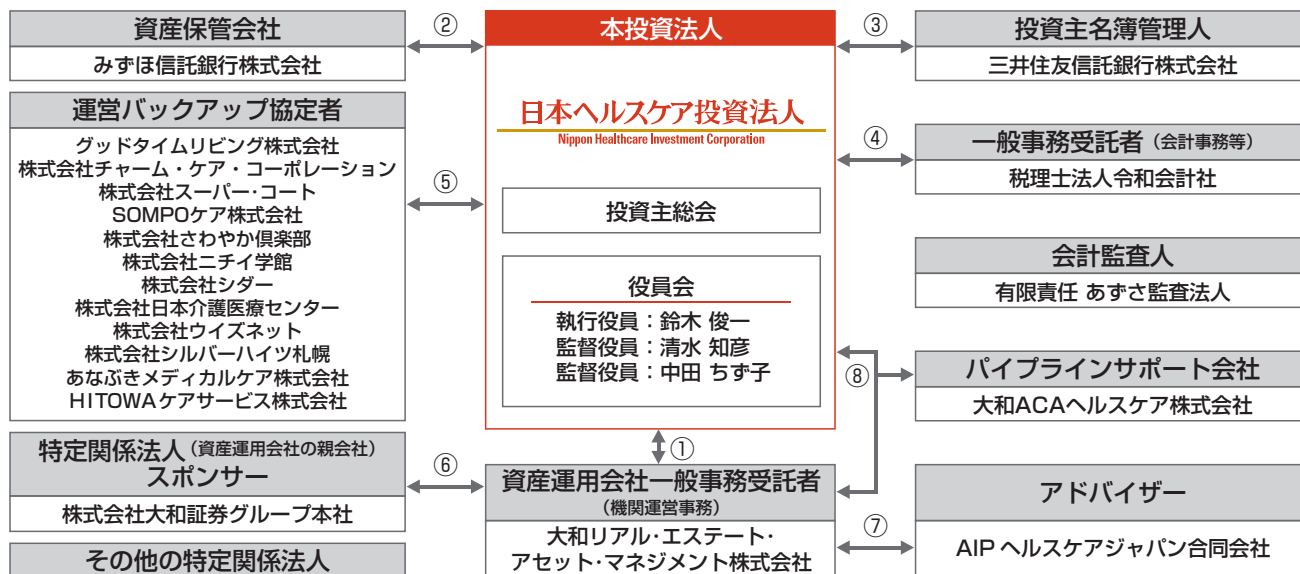 資産保管会社
みずほ信託銀行株式会社
②
運営バックアップ協定者
グッドタイムリビング株式会社
株式会社チャーム・ケア・コーポレーション
株式会社スーパー・コート
SOMPOケア株式会社
株式会社さわやか倶楽部
株式会社ニチイ学館
株式会社シダー
株式会社日本介護医療センター
株式会社ウイズネット
株式会社シルバーハイツ札幌
あなぶきメディカルケア株式会社
HITOWAケアサービス株式会社
⑤
特定関係法人（資産運用会社の親会社）
スポンサー
株式会社大和証券グループ本社
⑥
その他の特定関係法人
本投資法人
日本ヘルスケア投資法人
Nippon Healthcare Investment Corporation
投資主総会
役員会
執行役員：鈴木 俊一
監督役員：清水 知彦
監督役員：中田 ちず子
①
資産運用会社一般事務受託者
（機関運営事務）
大和リアル・エステート・
アセット・マネジメント株式会社
③
投資主名簿管理人
三井住友信託銀行株式会社
④
一般事務受託者（会計事務等）
税理士法人令和会計社
会計監査人
有限責任 あずさ監査法人
⑧
パイプラインサポート会社
大和ACAヘルスケア株式会社
⑦
アドバイザー
AIP ヘルスケアジャパン合同会社